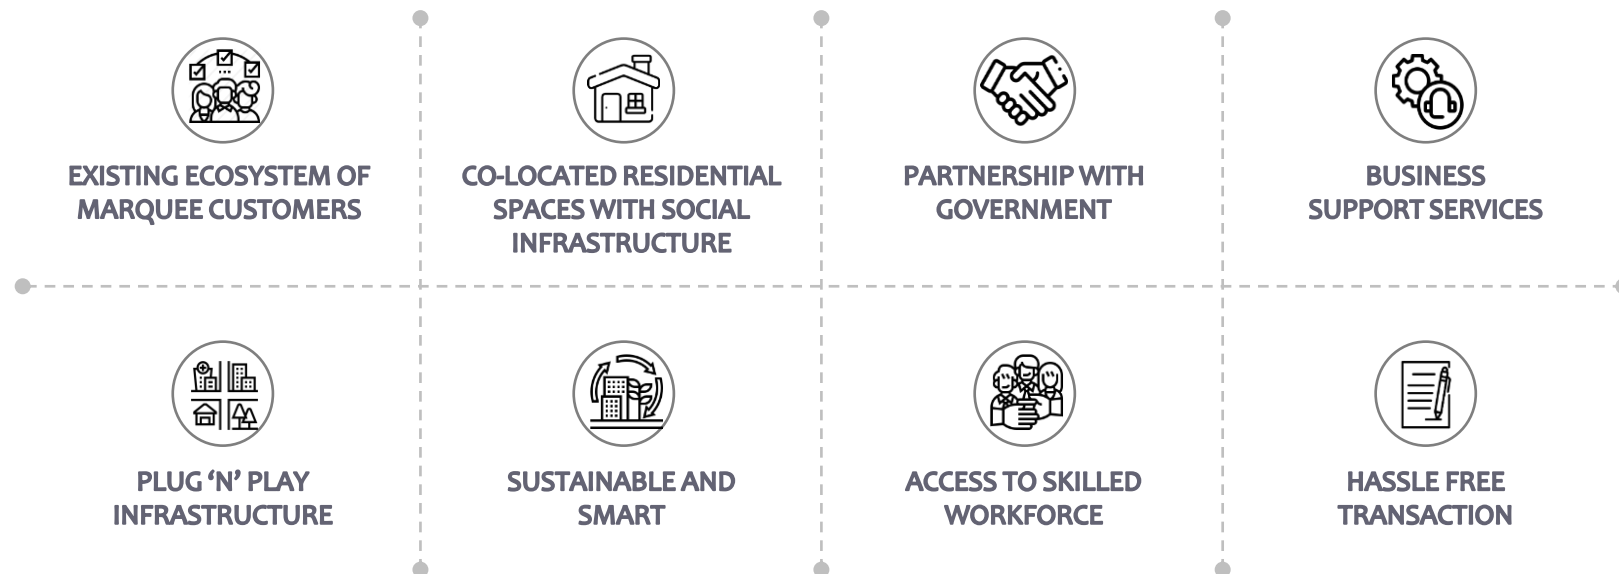 EXISTING ECOSYSTEM OF
MARQUEE CUSTOMERS
CO-LOCATED RESIDENTIAL
SPACES WITH SOCIAL
INFRASTRUCTURE
PARTNERSHIP WITH
GOVERNMENT
BUSINESS
SUPPORT SERVICES
PLUG ‘N’ PLAY
INFRASTRUCTURE
SUSTAINABLE AND
SMART
ACCESS TO SKILLED
WORKFORCE
HASSLE FREE
TRANSACTION